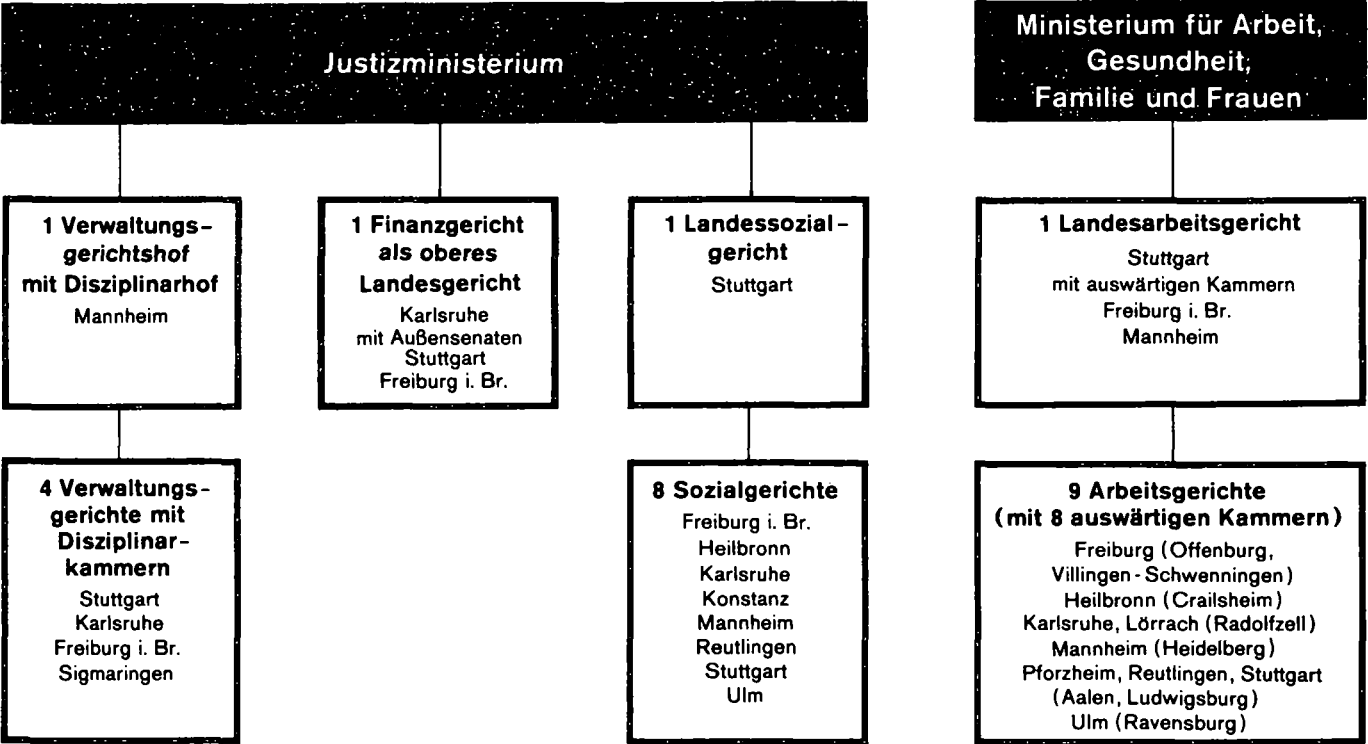 Justizministerium
Ministerium für Arbeit,
Gesundheit,
Familie und Frauen
1 Verwaltungs-
gerichtshof
mit Disziplinarhof
Mannheim
1 Finanzgericht
als oberes
Landesgericht
Karlsruhe
mit Außensenaten
Stuttgart
Freiburg i. Br.
1 Landessozial-
gericht
Stuttgart
1 Landesarbeitsgericht
Stuttgart
mit auswärtigen Kammern
Freiburg i. Br.
Mannheim
4 Verwaltungs-
gerichte mit
Disziplinar-
kammern
Stuttgart
Karlsruhe
Freiburg i. Br.
Sigmaringen
8 Sozialgerichte
Freiburg i. Br.
Heilbronn
Karlsruhe
Konstanz
Mannheim
Reutlingen
Stuttgart
Ulm
9 Arbeitsgerichte
(mit 8 auswärtigen Kammern)
Freiburg (Offenburg,
Villingen-Schwenningen)
Heilbronn (Crailsheim)
Karlsruhe, Lörrach (Radolfzell)
Mannheim (Heidelberg)
Pforzheim, Reutlingen, Stuttgart
(Aalen, Ludwigsburg)
Ulm (Ravensburg)